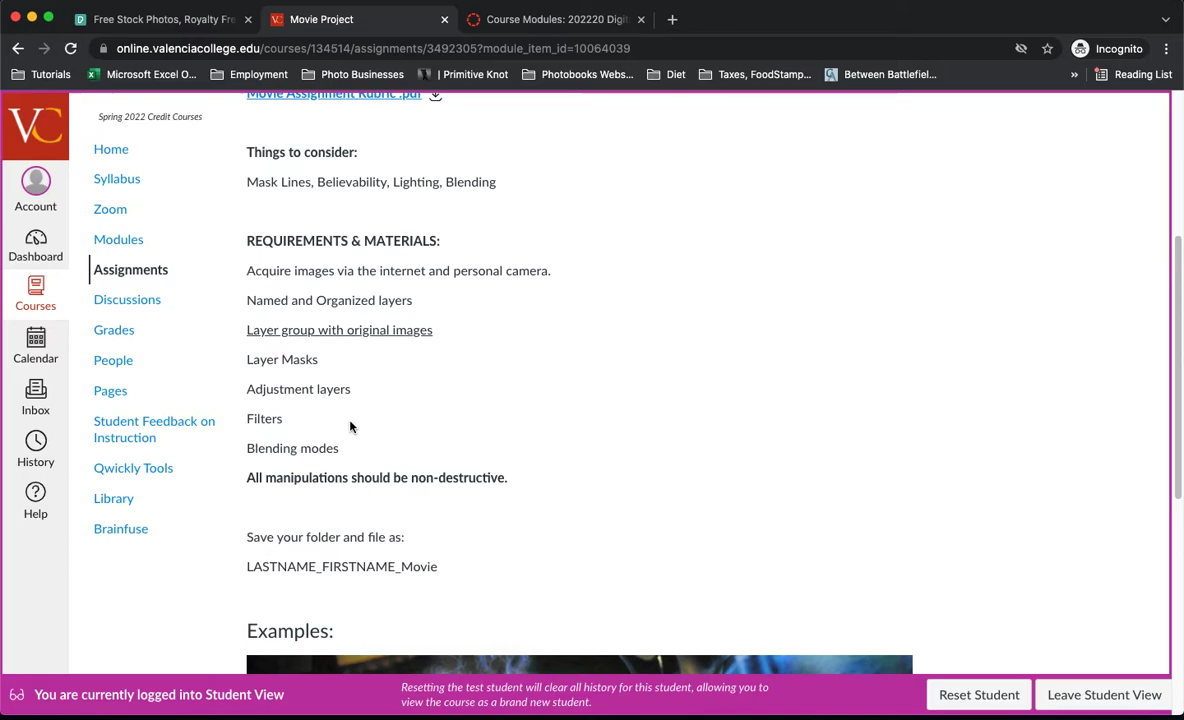 Free Stock Photos, Royalty Fre
Movie Project
Course Modules: 202220 Digit
online.valenciacollege.edu/courses/134514/assignments/3492305?module_item_id=10064039
Incognito
Tutorials
Microsoft Excel O...
Employment
Photo Businesses
| Primitive Knot
Photobooks Webs...
Diet
Taxes, FoodStamp...
Between Battlefiel...
»
Reading List
VC
Account
Dashboard
Courses
Calendar
Inbox
History
Help
Spring 2022 Credit Courses
Home
Syllabus
Zoom
Modules
Assignments
Discussions
Grades
People
Pages
Student Feedback on
Instruction
Qwickly Tools
Library
Brainfuse
Movie Assignment Rubric .pdf
Things to consider:
Mask Lines, Believability, Lighting, Blending
REQUIREMENTS & MATERIALS:
Acquire images via the internet and personal camera.
Named and Organized layers
Layer group with original images
Layer Masks
Adjustment layers
Filters
Blending modes
All manipulations should be non-destructive.
Save your folder and file as:
LASTNAME_FIRSTNAME_Movie
Examples:
You are currently logged into Student View
Resetting the test student will clear all history for this student, allowing you to
view the course as a brand new student.
Reset Student
Leave Student View